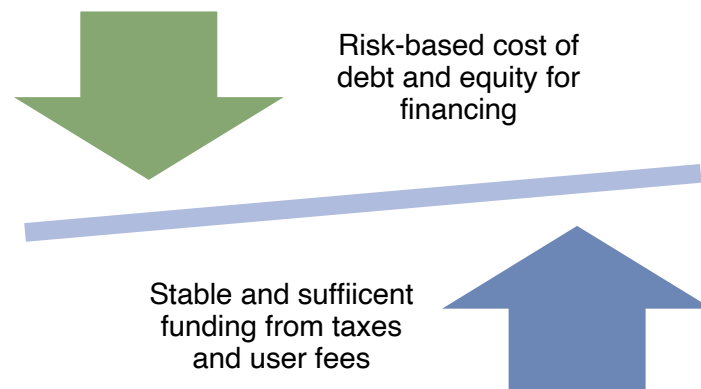 Risk-based cost of
debt and equity for
financing
Stable and suffiicent
funding from taxes
and user fees